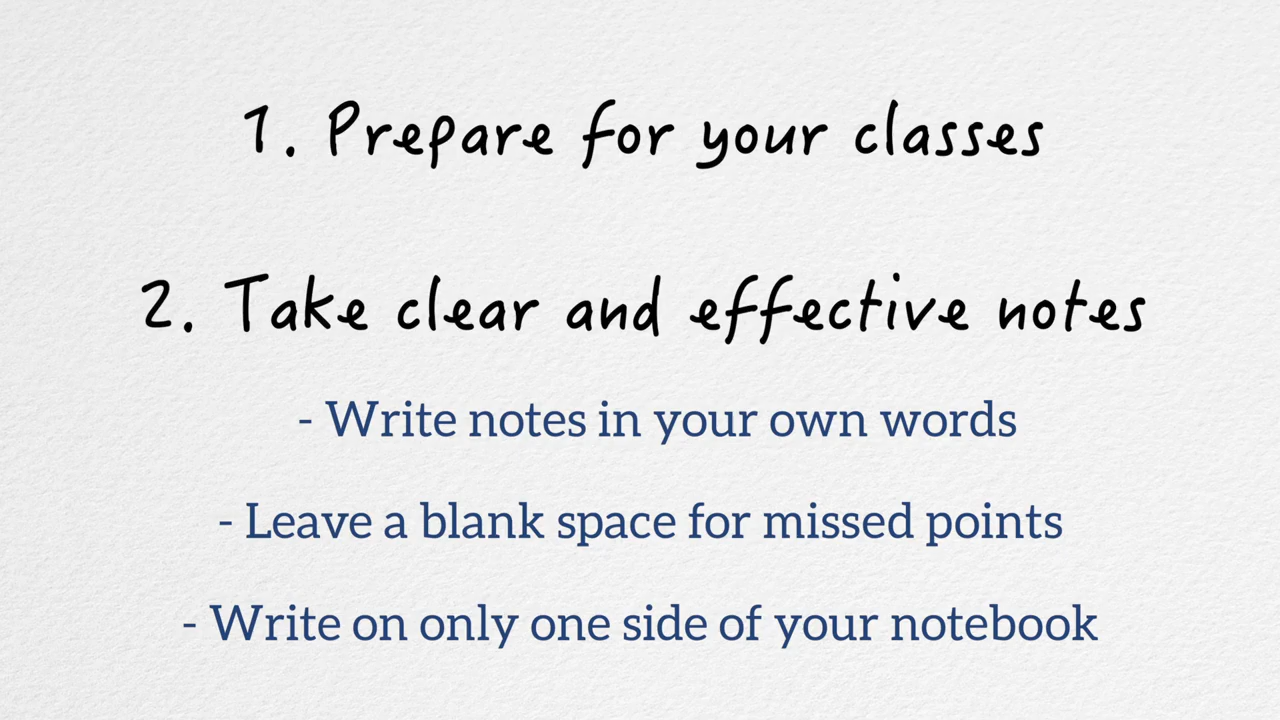 1. Prepare for your classes
2. Take clear and effective notes
- Write notes in your own words
- Leave a blank space for missed points
- Write on only one side of your notebook